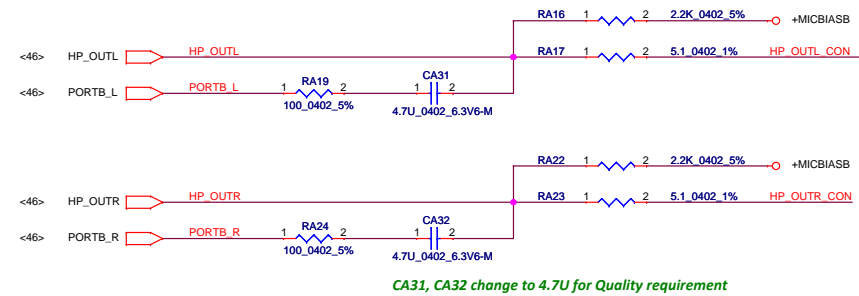 RA16 1 2 2.2K_0402_5% +MICBIASB
<46> HP_OUTL HP_OUTL RA17 1 2 5.1_0402_1% HP_OUTL_CON
<46> PORTB_L PORTB_L 1 RA19 2 1 CA31 2
100_0402_5% 4.7U_0402_6.3V6-M
RA22 1 2 2.2K_0402_5% +MICBIASB
<46> HP_OUTR HP_OUTR RA23 1 2 5.1_0402_1% HP_OUTR_CON
<46> PORTB_R PORTB_R 1 RA24 2 1 CA32 2
100_0402_5% 4.7U_0402_6.3V6-M
CA31, CA32 change to 4.7U for Quality requirement